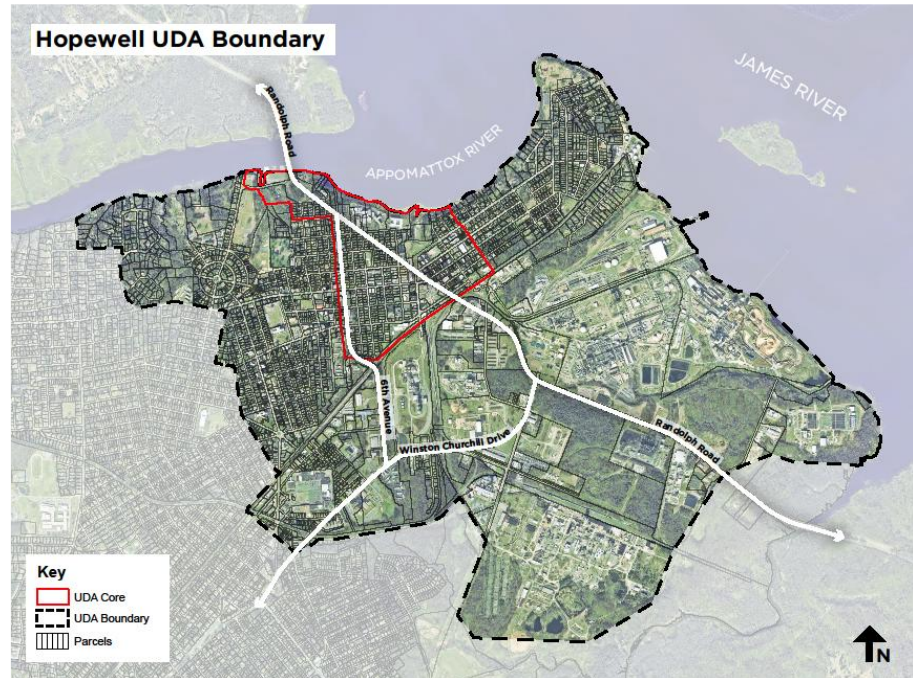 Hopewell UDA Boundary
Randolph Road
JAMES RIVER
APPOMATTOX RIVER
6th Avenue
Winston Churchill Drive
Randolph Road
Key
UDA Core
UDA Boundary
Parcels
N